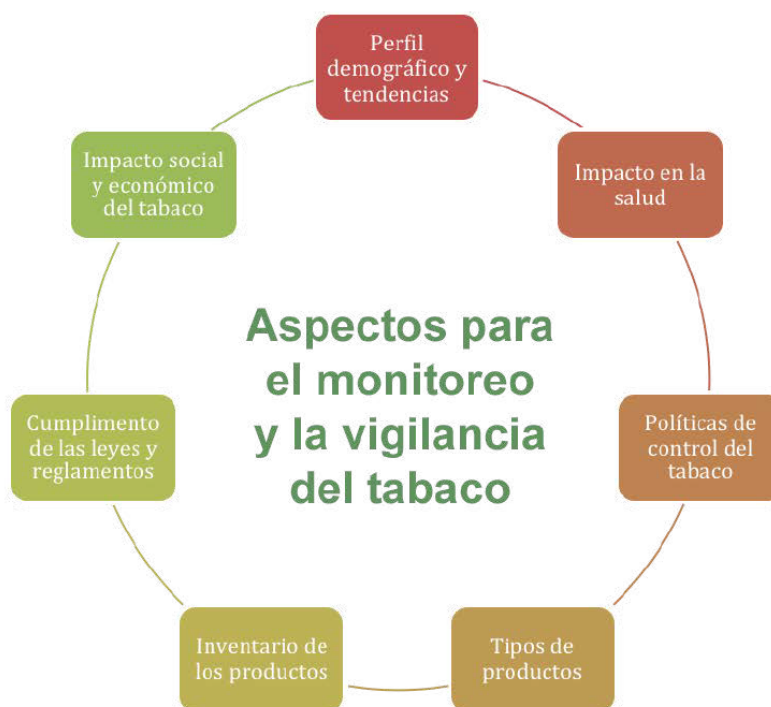 Perfil
demográfico y
tendencias
Impacto en la
salud
Políticas de
control del
tabaco
Tipos de
productos
Inventario de
los productos
Cumplimento
de las leyes y
reglamentos
Impacto social
y económico
del tabaco
Aspectos para
el monitoreo
y la vigilancia
del tabaco